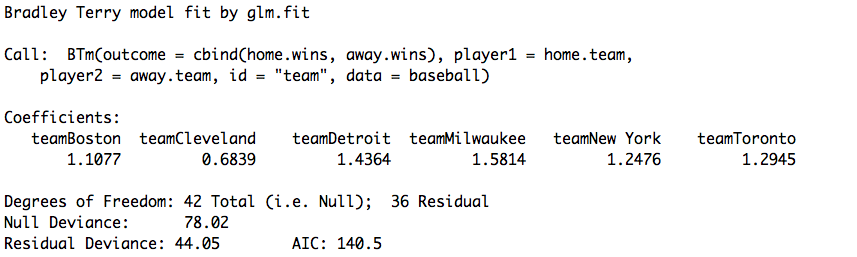 Bradley Terry model fit by glm.fit
Call:  BTm(outcome = cbind(home.wins, away.wins), player1 = home.team,
    player2 = away.team, id = "team", data = baseball)
Coefficients:
   teamBoston  teamCleveland    teamDetroit  teamMilwaukee   teamNew York    teamToronto
       1.1077         0.6839         1.4364         1.5814         1.2476         1.2945
Degrees of Freedom: 42 Total (i.e. Null);  36 Residual
Null Deviance:      78.02
Residual Deviance: 44.05        AIC: 140.5